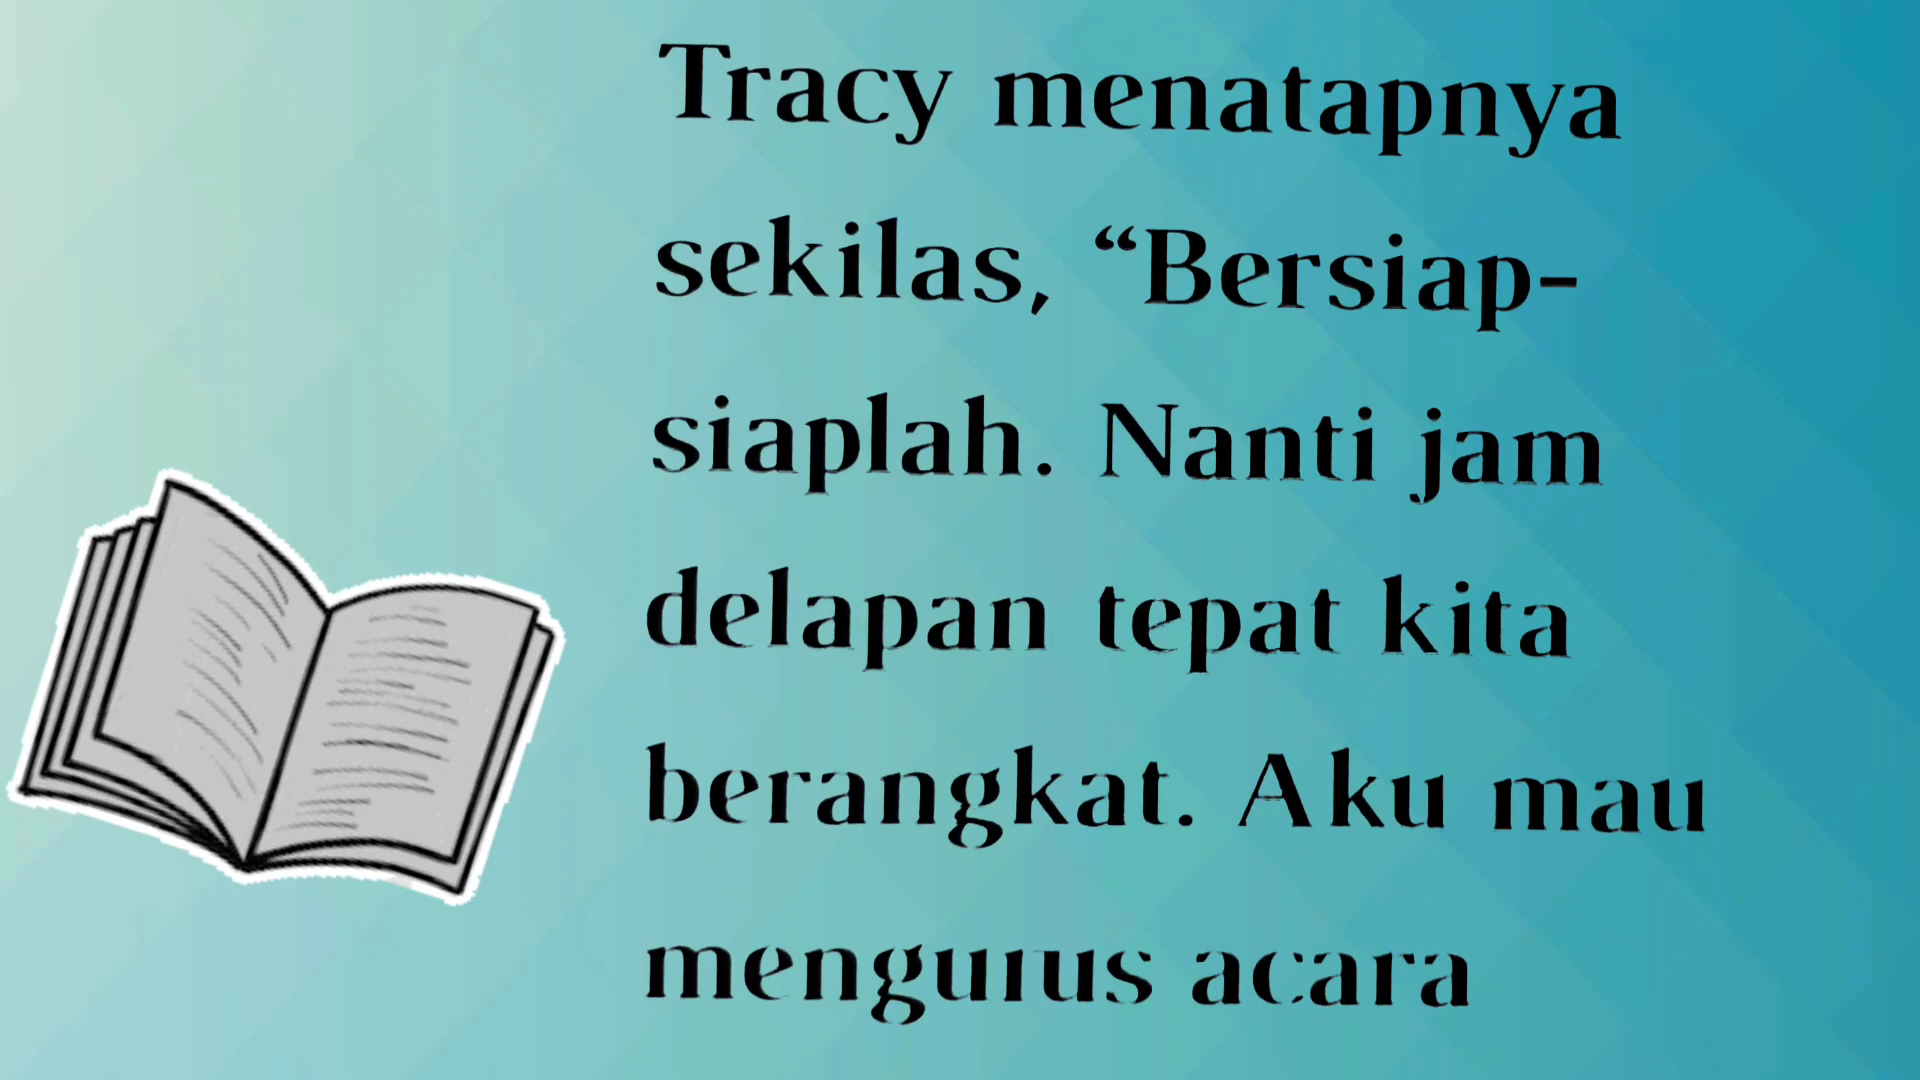 Tracy menatapnya
sekilas, “Bersiap-
siaplah. Nanti jam
delapan tepat kita
berangkat. Aku mau
mengurus acara